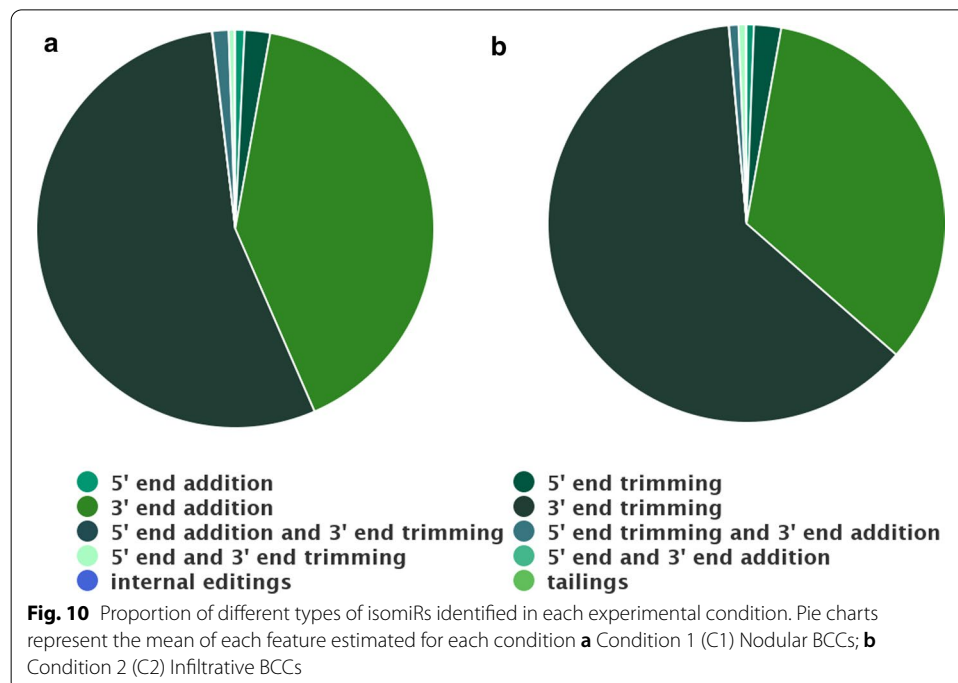 a
b
5' end addition
5' end trimming
3' end addition
3' end trimming
5' end addition and 3' end trimming
5' end trimming and 3' end addition
5' end and 3' end trimming
5' end and 3' end addition
internal editings
tailings
Fig. 10 Proportion of different types of isomiRs identified in each experimental condition. Pie charts
represent the mean of each feature estimated for each condition a Condition 1 (C1) Nodular BCCs; b
Condition 2 (C2) Infiltrative BCCs